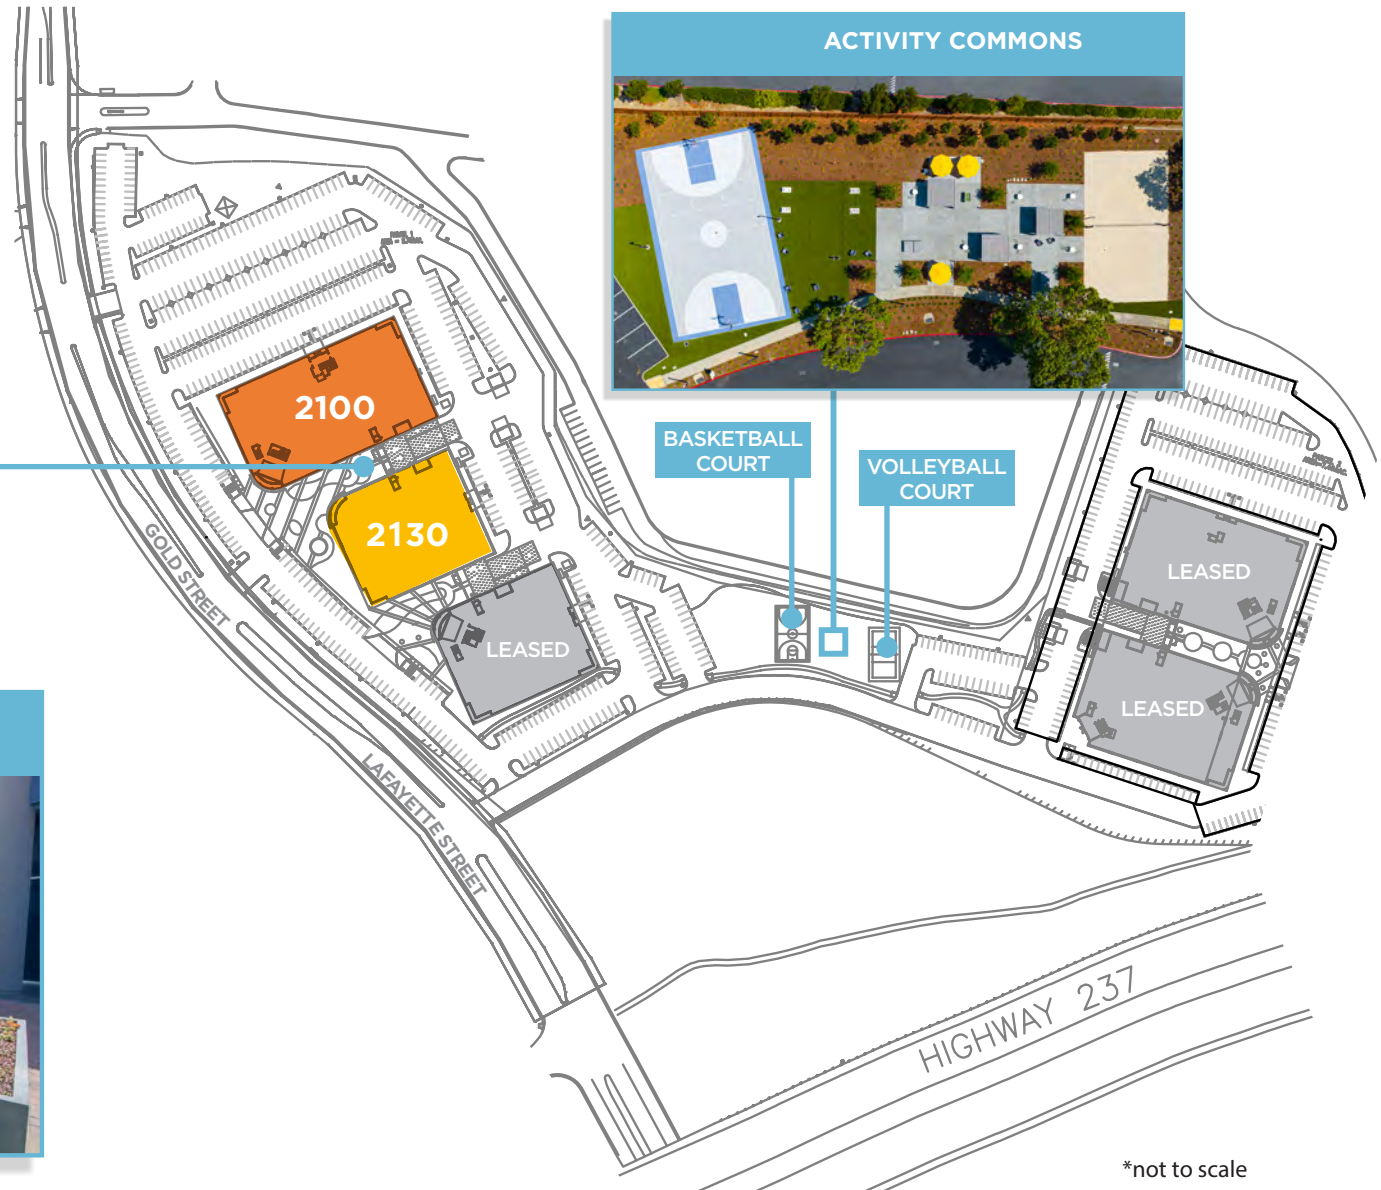 ACTIVITY COMMONS
2100
2130
LEASED
BASKETBALL
COURT
VOLLEYBALL
COURT
LEASED
LEASED
GOLD STREET
LAFAYETTE STREET
HIGHWAY 237
*not to scale